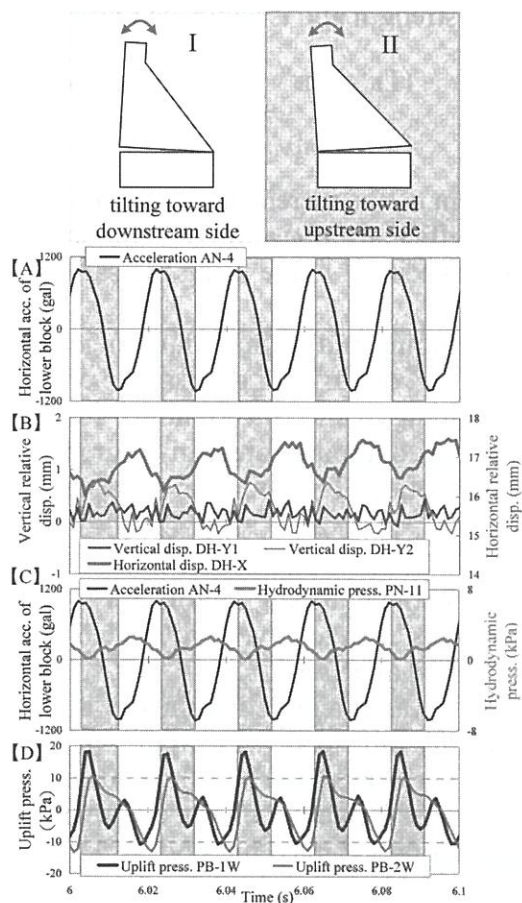 I
II
tilting toward
downstream side
tilting toward
upstream side
【A】
1200
Acceleration AN-4
Horizontal acc. of
lower block (gal)
0
-1200
【B】
2
18
Vertical relative
disp. (mm)
1
17
0
16
15
-1
14
Horizontal relative
disp. (mm)
Vertical disp. DH-Y1
Vertical disp. DH-Y2
Horizontal disp. DH-X
【C】
1200
8
Acceleration AN-4
Hydrodynamic press. PN-11
Horizontal acc. of
lower block (gal)
0
0
-1200
-8
Hydrodynamic
press. (kPa)
【D】
20
10
0
-10
-20
Uplift press.
(kPa)
Uplift press. PB-1W
Uplift press. PB-2W
6
6.02
6.04
6.06
6.08
6.1
Time (s)